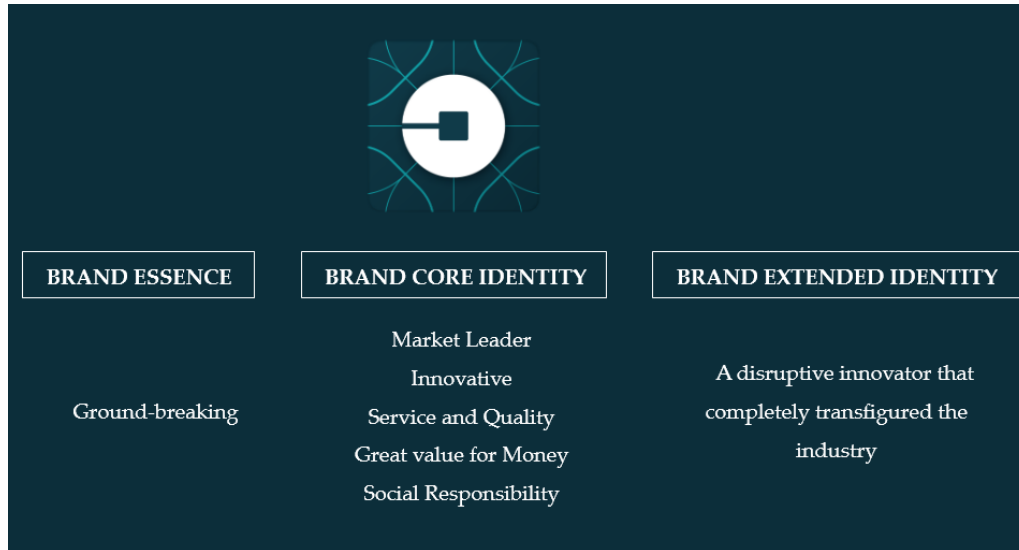 BRAND ESSENCE
Ground-breaking
BRAND CORE IDENTITY
Market Leader
Innovative
Service and Quality
Great value for Money
Social Responsibility
BRAND EXTENDED IDENTITY
A disruptive innovator that
completely transfigured the
industry